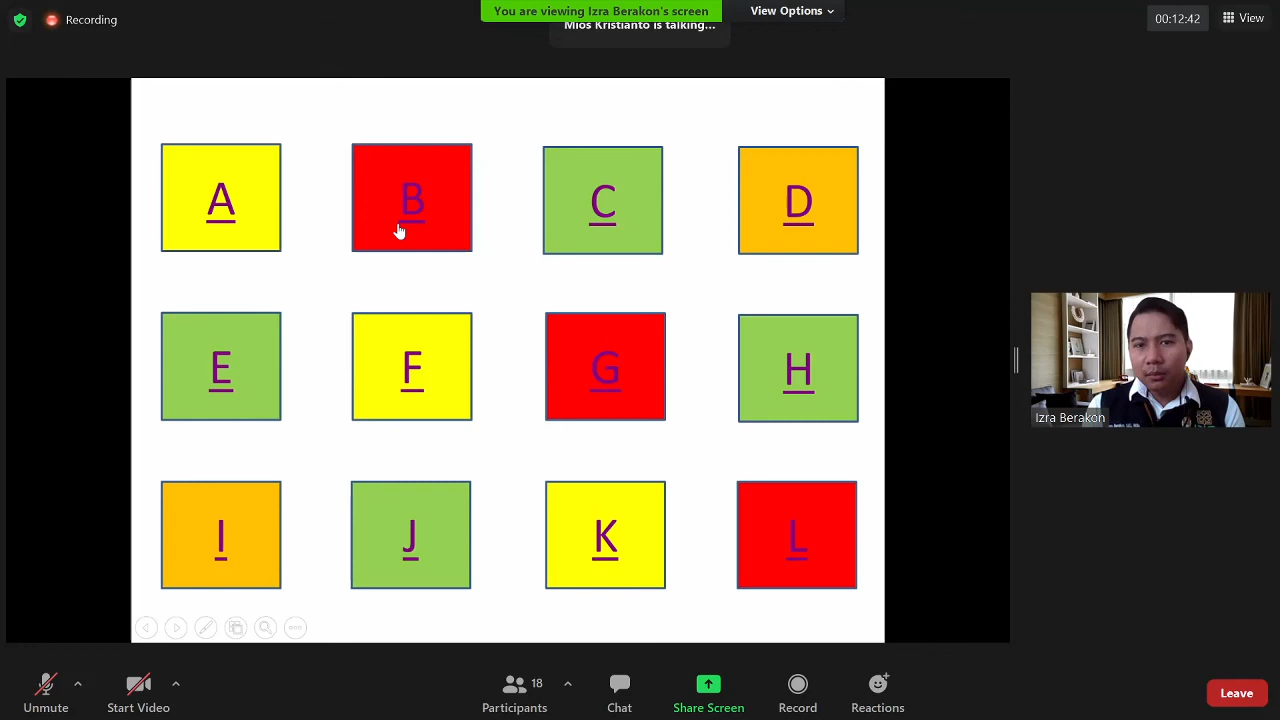 Recording
You are viewing Izra Berakon's screen
View Options
Mios Kristianto is talking...
00:12:42
View
A
B
C
D
E
F
G
H
I
J
K
L
Izra Berakon
Unmute
Start Video
Participants
18
Chat
Share Screen
Record
Reactions
Leave